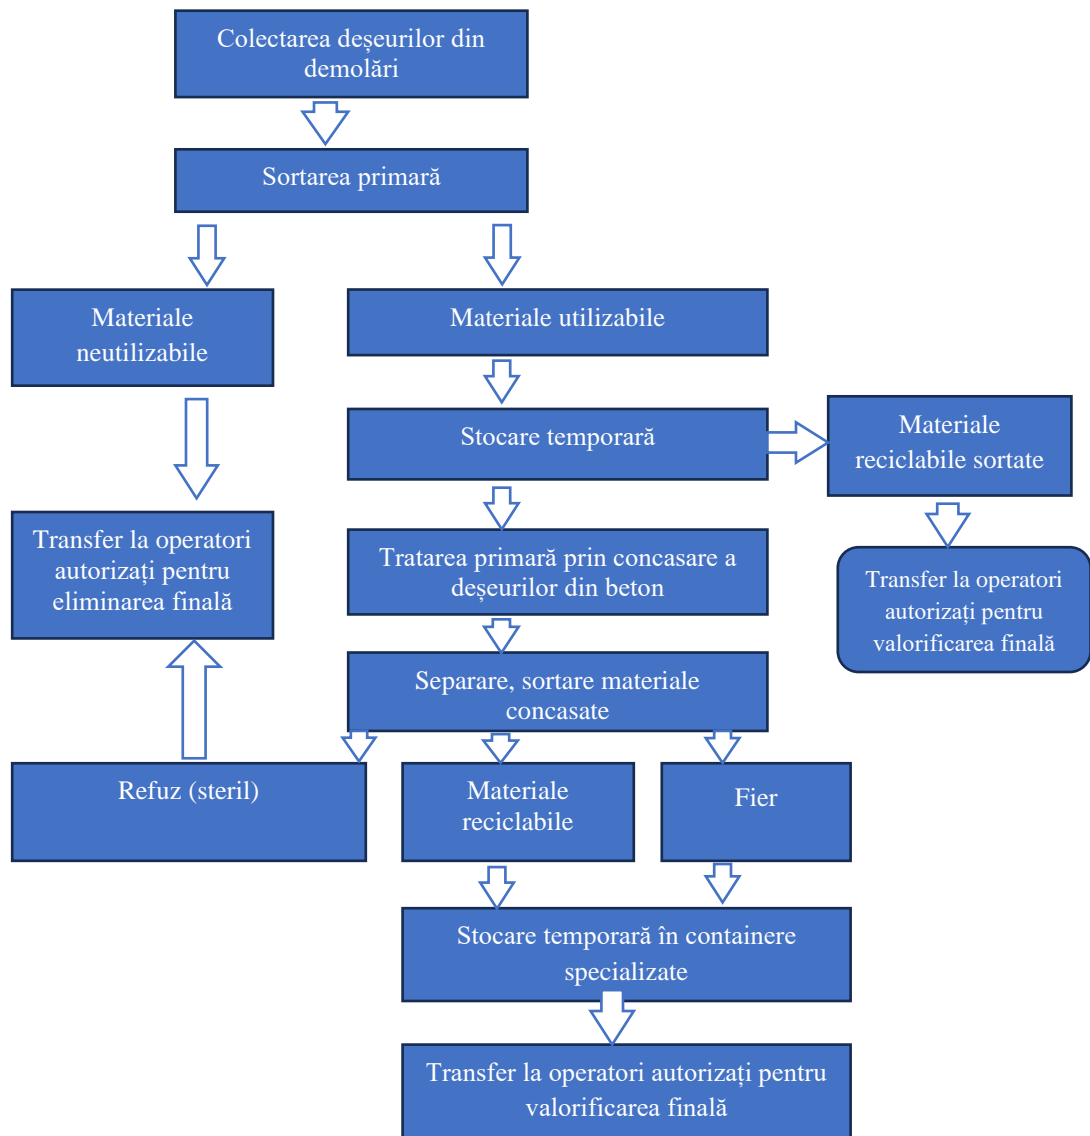 Colectarea deșeurilor din
demolări
Sortarea primară
Materiale
neutilizabile
Materiale utilizabile
Stocare temporară
Materiale
reciclabile sortate
Transfer la operatori
autorizați pentru
eliminarea finală
Tratarea primară prin concasare a
deșeurilor din beton
Transfer la operatori
autorizați pentru
valorificarea finală
Separare, sortare materiale
concasate
Refuz (steril)
Materiale
reciclabile
Fier
Stocare temporară în containere
specializate
Transfer la operatori autorizați pentru
valorificarea finală